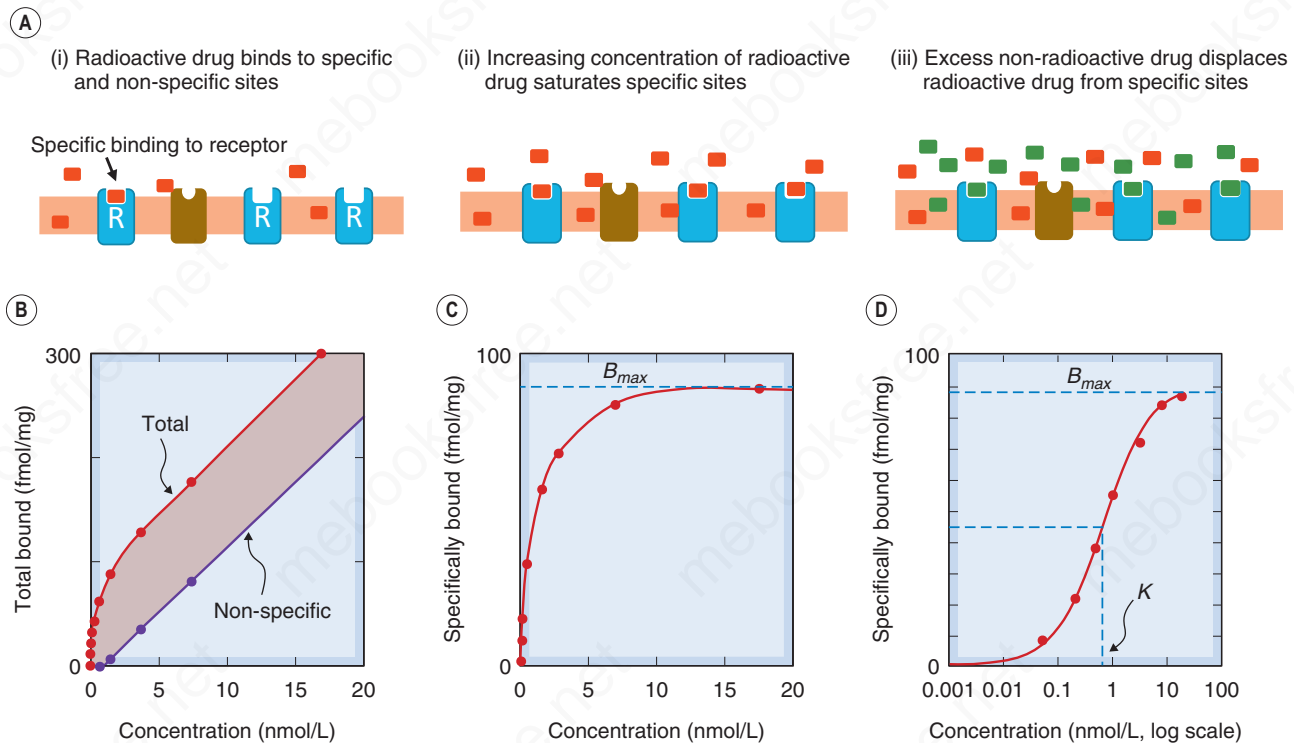 A
(i) Radioactive drug binds to specific
and non-specific sites
(ii) Increasing concentration of radioactive
drug saturates specific sites
(iii) Excess non-radioactive drug displaces
radioactive drug from specific sites
Specific binding to receptor
R
R
R
B
300
Total bound (fmol/mg)
Total
Non-specific
0
0
5
10
15
20
Concentration (nmol/L)
C
100
Specifically bound (fmol/mg)
Bmax
0
0
5
10
15
20
Concentration (nmol/L)
D
100
Specifically bound (fmol/mg)
Bmax
K
0
0.001
0.01
0.1
1
10
100
Concentration (nmol/L, log scale)
mebooksfree.net